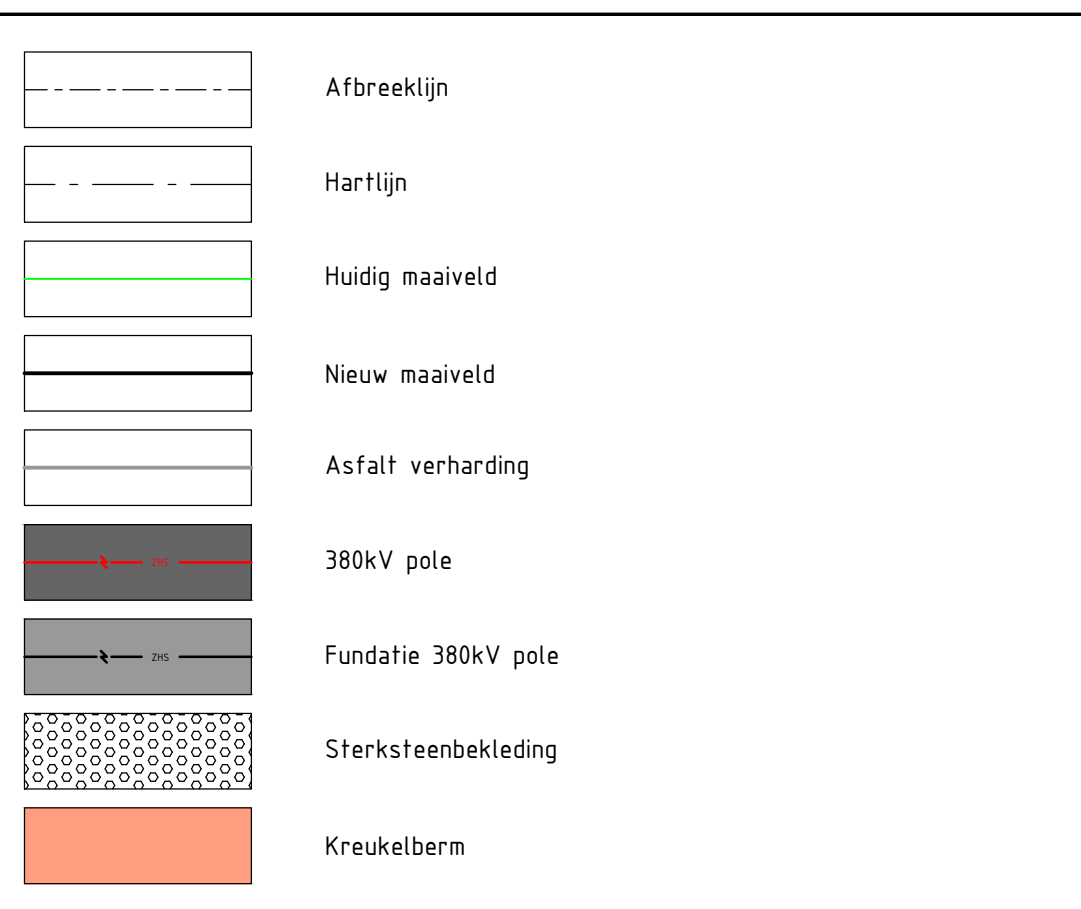 Afbreeklijn
Hartlijn
Huidig maaiveld
Nieuw maaiveld
Asfalt verharding
ZHS 380kV pole
ZHS Fundatie 380kV pole
Sterksteenbekleding
Kreukelberm